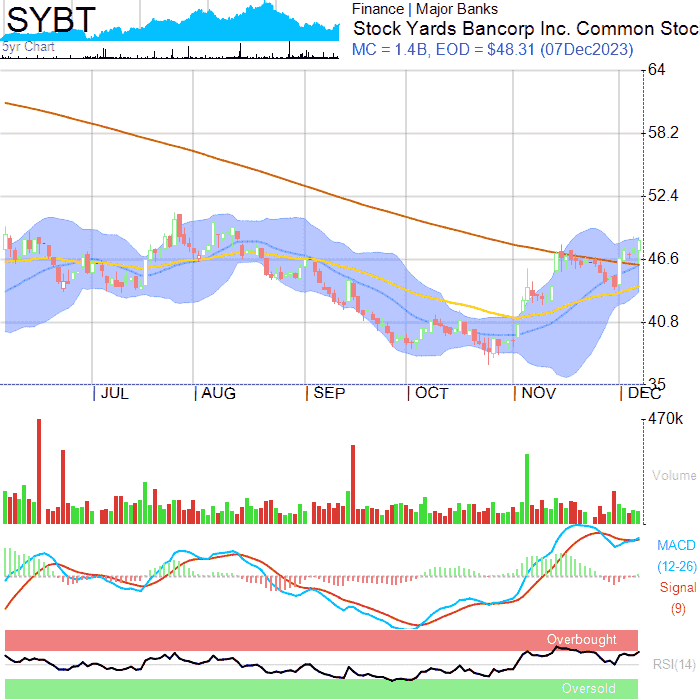 SYBT
5yr Chart
Finance | Major Banks
Stock Yards Bancorp Inc. Common Stoc
MC = 1.4B, EOD = $48.31 (07Dec2023)
64
58.2
52.4
46.6
40.8
35
| JUL | AUG | SEP | OCT | NOV | DEC
470k
Volume
MACD
(12-26)
Signal
(9)
Overbought
RSI(14)
Oversold